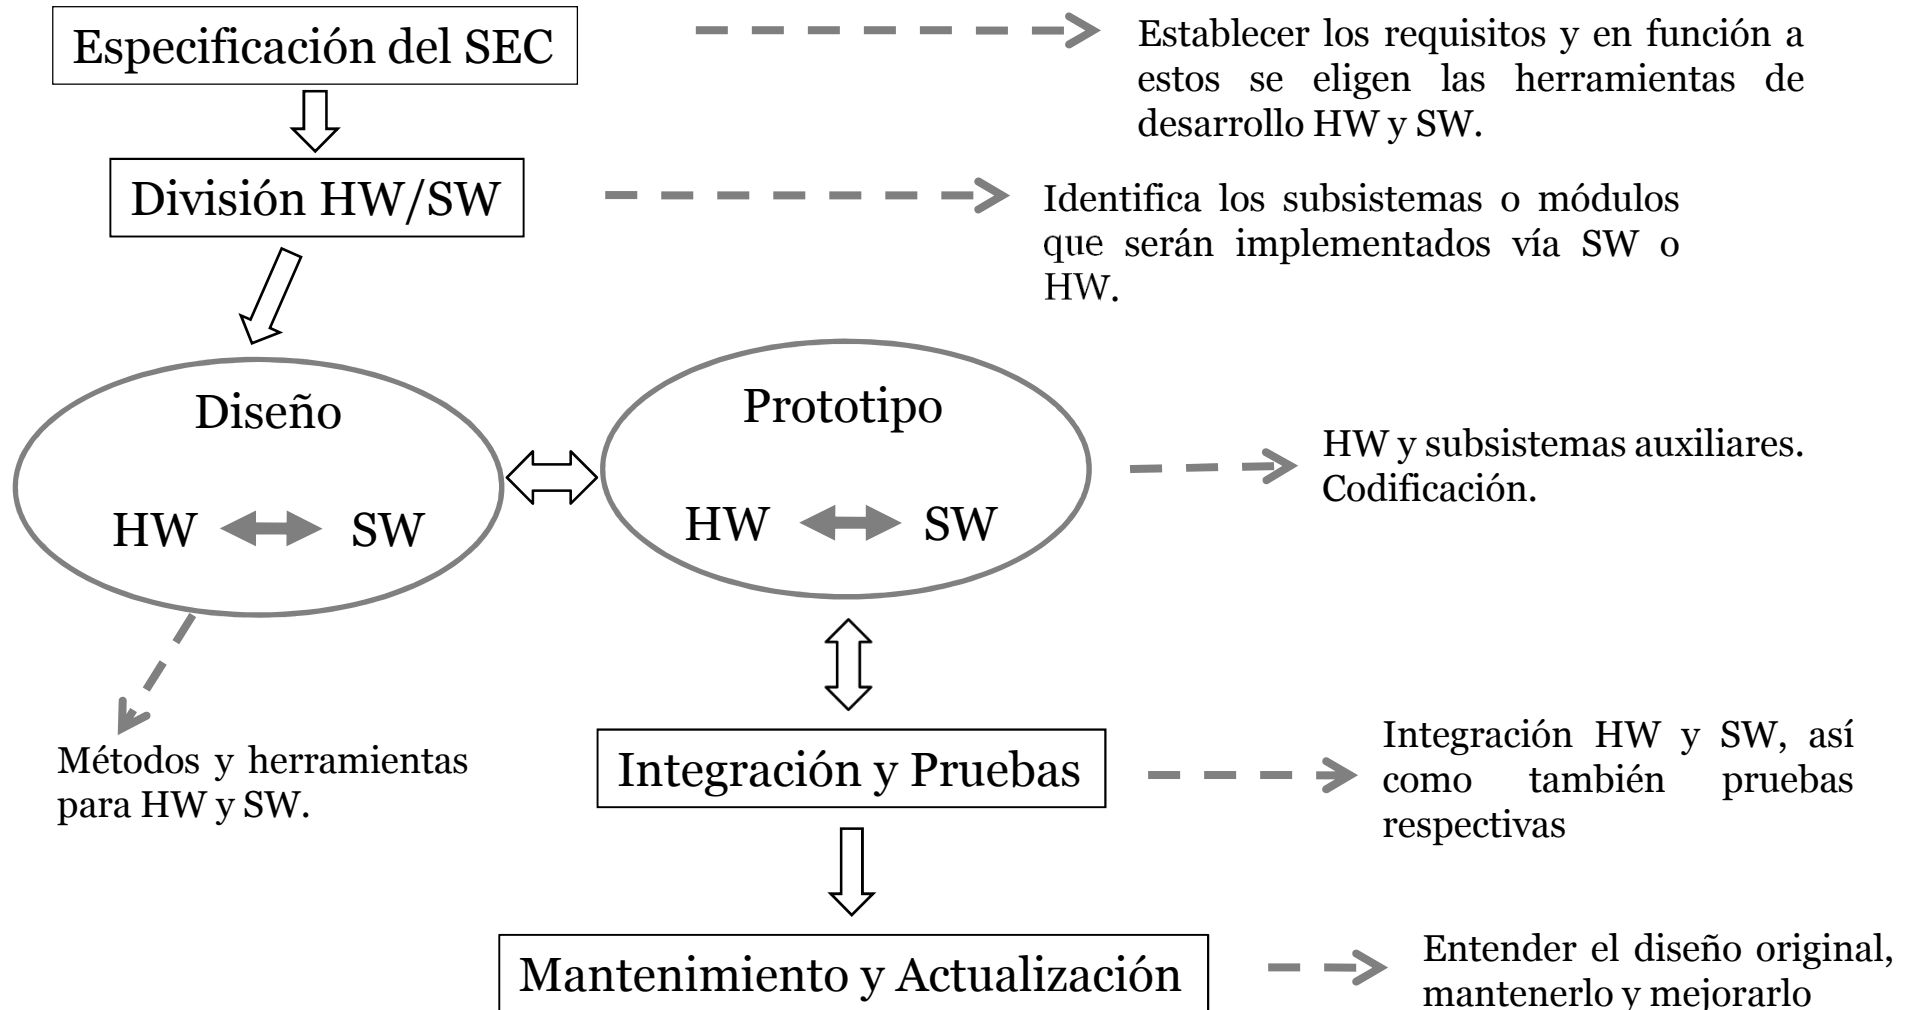 Especificación del SEC
Establecer los requisitos y en función a
estos se eligen las herramientas de
desarrollo HW y SW.
División HW/SW
Identifica los subsistemas o módulos
que serán implementados vía SW o
HW.
Diseño
HW SW
Prototipo
HW SW
HW y subsistemas auxiliares.
Codificación.
Métodos y herramientas
para HW y SW.
Integración y Pruebas
Integración HW y SW, así
como también pruebas
respectivas
Mantenimiento y Actualización
Entender el diseño original,
mantenerlo y mejorarlo